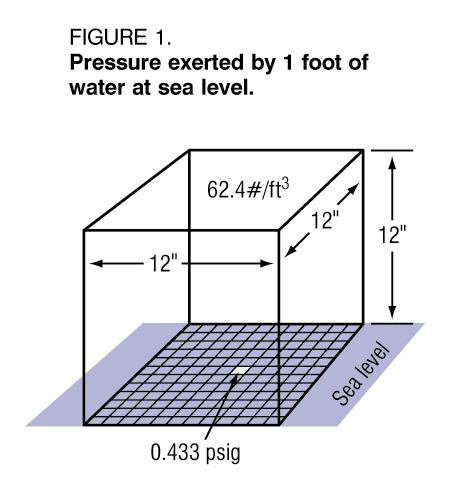 FIGURE 1.
Pressure exerted by 1 foot of
water at sea level.
62.4#/ft³
12"
12"
12"
Sea level
0.433 psig